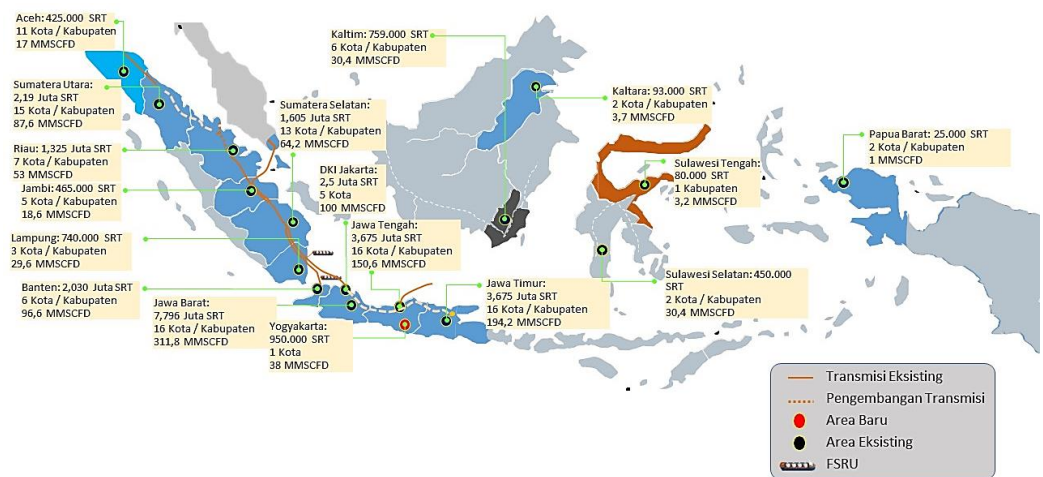 Aceh: 425.000 SRT
11 Kota / Kabupaten
17 MMSCFD
Sumatera Utara:
2,19 Juta SRT
15 Kota / Kabupaten
87,6 MMSCFD
Riau: 1,325 Juta SRT
7 Kota / Kabupaten
53 MMSCFD
Jambi: 465.000 SRT
5 Kota / Kabupaten
18,6 MMSCFD
Lampung: 740.000 SRT
3 Kota / Kabupaten
29,6 MMSCFD
Banten: 2,030 Juta SRT
6 Kota / Kabupaten
96,6 MMSCFD
Jawa Barat:
7,796 Juta SRT
16 Kota / Kabupaten
311,8 MMSCFD
Yogyakarta:
950.000 SRT
1 Kota
38 MMSCFD
Sumatera Selatan:
1,605 Juta SRT
13 Kota / Kabupaten
64,2 MMSCFD
DKI Jakarta:
2,5 Juta SRT
5 Kota
100 MMSCFD
Jawa Tengah:
3,675 Juta SRT
16 Kota / Kabupaten
150,6 MMSCFD
Kaltim: 759.000 SRT
6 Kota / Kabupaten
30,4 MMSCFD
Jawa Timur:
3,675 Juta SRT
16 Kota / Kabupaten
194,2 MMSCFD
Kaltara: 93.000 SRT
2 Kota / Kabupaten
3,7 MMSCFD
Sulawesi Tengah:
80.000 SRT
1 Kabupaten
3,2 MMSCFD
Sulawesi Selatan: 450.000
SRT
2 Kota / Kabupaten
30,4 MMSCFD
Papua Barat: 25.000 SRT
2 Kota / Kabupaten
1 MMSCFD
Transmisi Eksisting
Pengembangan Transmisi
Area Baru
Area Eksisting
FSRU